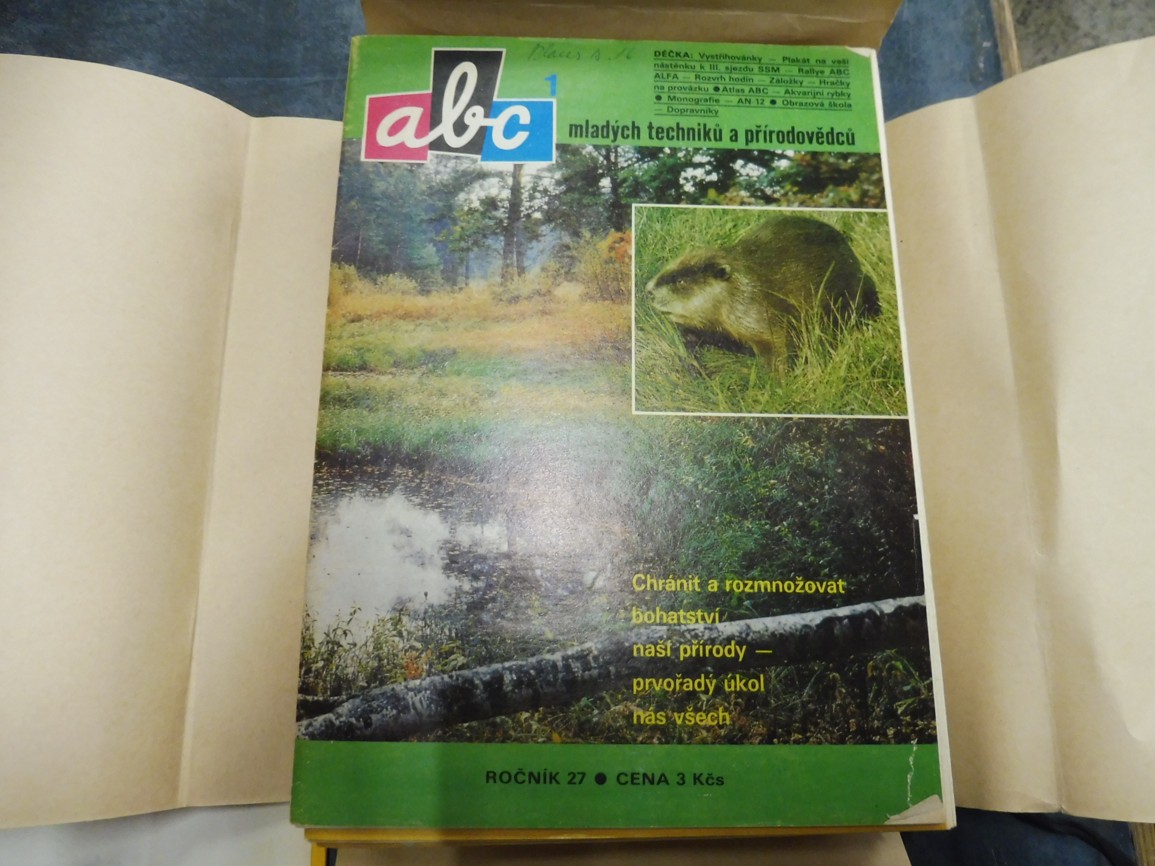 abc
1
DÉČKA: Vystřihovánky — Plakát na vaši
nástěnku k III. sjezdu SSM — Rallye ABC
ALFA — Rozvrh hodin — Záložky — Hračky
na provázku ● Atlas ABC — Akvarijní rybky
● Monografie — AN-12 ● Obrazová škola
— Dopravníky
mladých techniků a přírodovědců
Chránit a rozmnožovat
bohatství
naší přírody —
prvořadý úkol
nás všech
ROČNÍK 27 ● CENA 3 Kčs